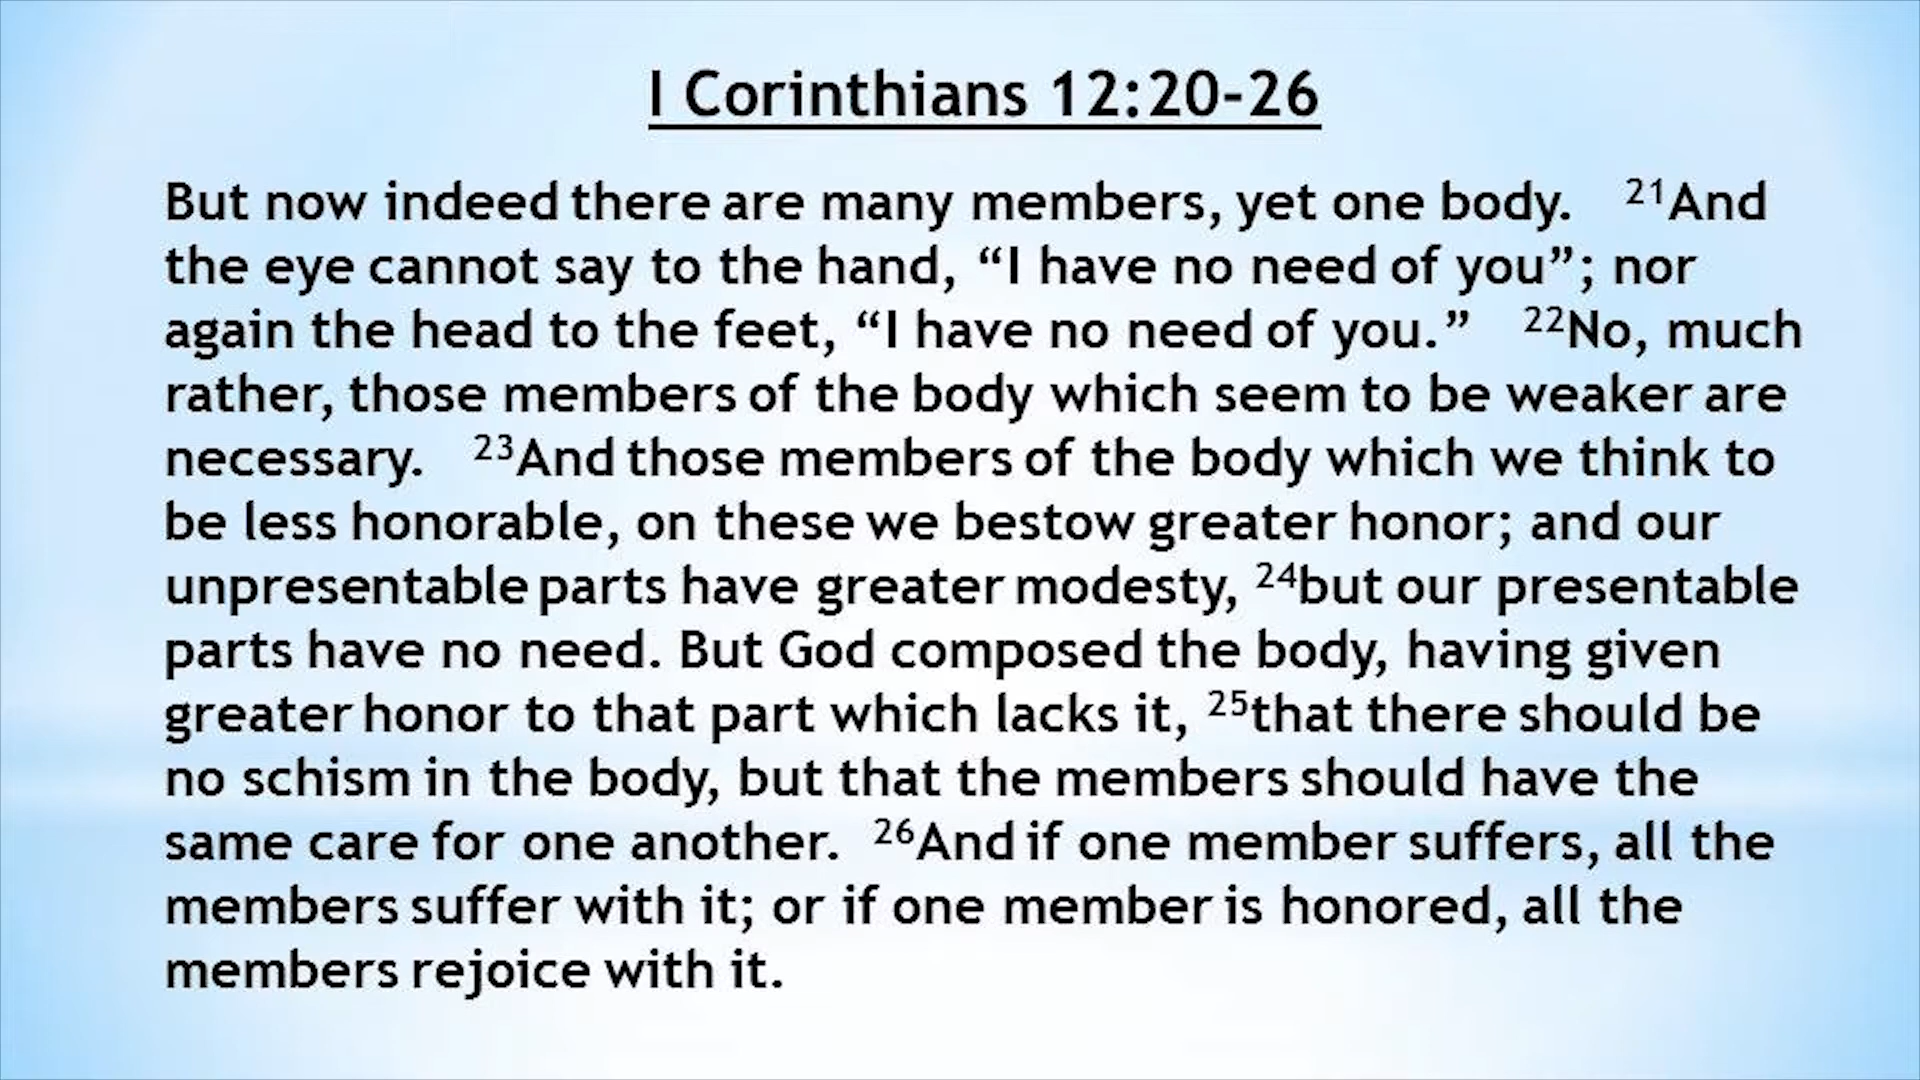 I Corinthians 12:20-26
But now indeed there are many members, yet one body. 21And
the eye cannot say to the hand, “I have no need of you”; nor
again the head to the feet, “I have no need of you.” 22No, much
rather, those members of the body which seem to be weaker are
necessary. 23And those members of the body which we think to
be less honorable, on these we bestow greater honor; and our
unpresentable parts have greater modesty, 24but our presentable
parts have no need. But God composed the body, having given
greater honor to that part which lacks it, 25that there should be
no schism in the body, but that the members should have the
same care for one another. 26And if one member suffers, all the
members suffer with it; or if one member is honored, all the
members rejoice with it.